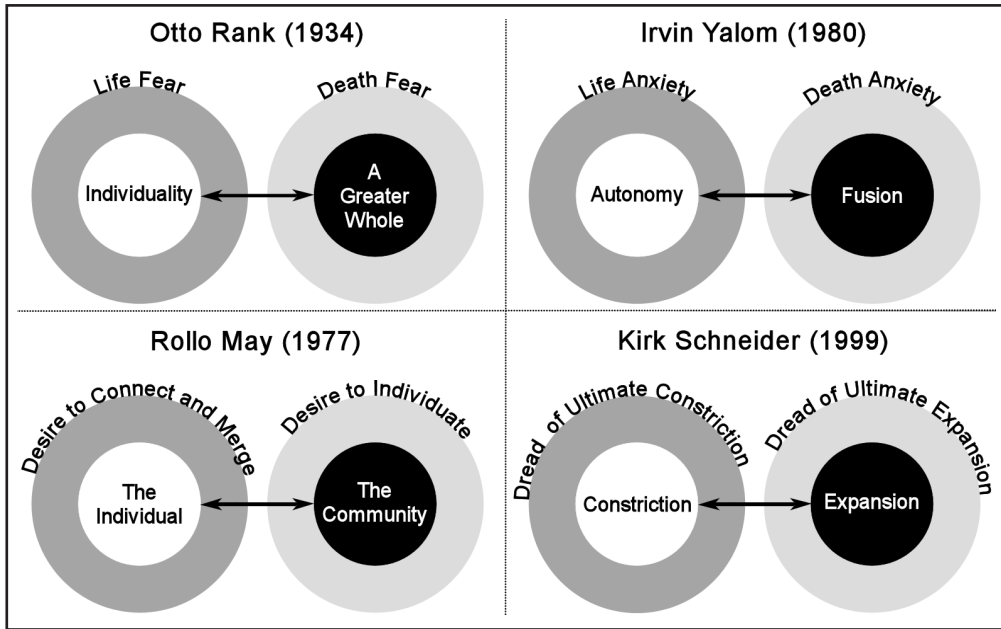 Otto Rank (1934)
Life Fear
Death Fear
Individuality
A
Greater
Whole
Irvin Yalom (1980)
Life Anxiety
Death Anxiety
Autonomy
Fusion
Rollo May (1977)
Desire to Connect and Merge
Desire to Individuate
The
Individual
The
Community
Kirk Schneider (1999)
Dread of Ultimate Constriction
Dread of Ultimate Expansion
Constriction
Expansion